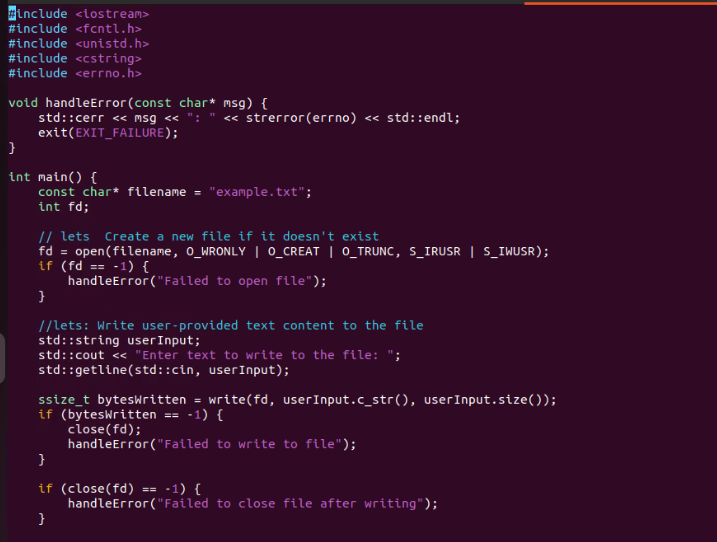 #include <iostream>
#include <fcntl.h>
#include <unistd.h>
#include <cstring>
#include <errno.h>

void handleError(const char* msg) {
    std::cerr << msg << ": " << strerror(errno) << std::endl;
    exit(EXIT_FAILURE);
}

int main() {
    const char* filename = "example.txt";
    int fd;

    // lets  Create a new file if it doesn't exist
    fd = open(filename, O_WRONLY | O_CREAT | O_TRUNC, S_IRUSR | S_IWUSR);
    if (fd == -1) {
        handleError("Failed to open file");
    }

    //lets: Write user-provided text content to the file
    std::string userInput;
    std::cout << "Enter text to write to the file: ";
    std::getline(std::cin, userInput);

    ssize_t bytesWritten = write(fd, userInput.c_str(), userInput.size());
    if (bytesWritten == -1) {
        close(fd);
        handleError("Failed to write to file");
    }

    if (close(fd) == -1) {
        handleError("Failed to close file after writing");
    }